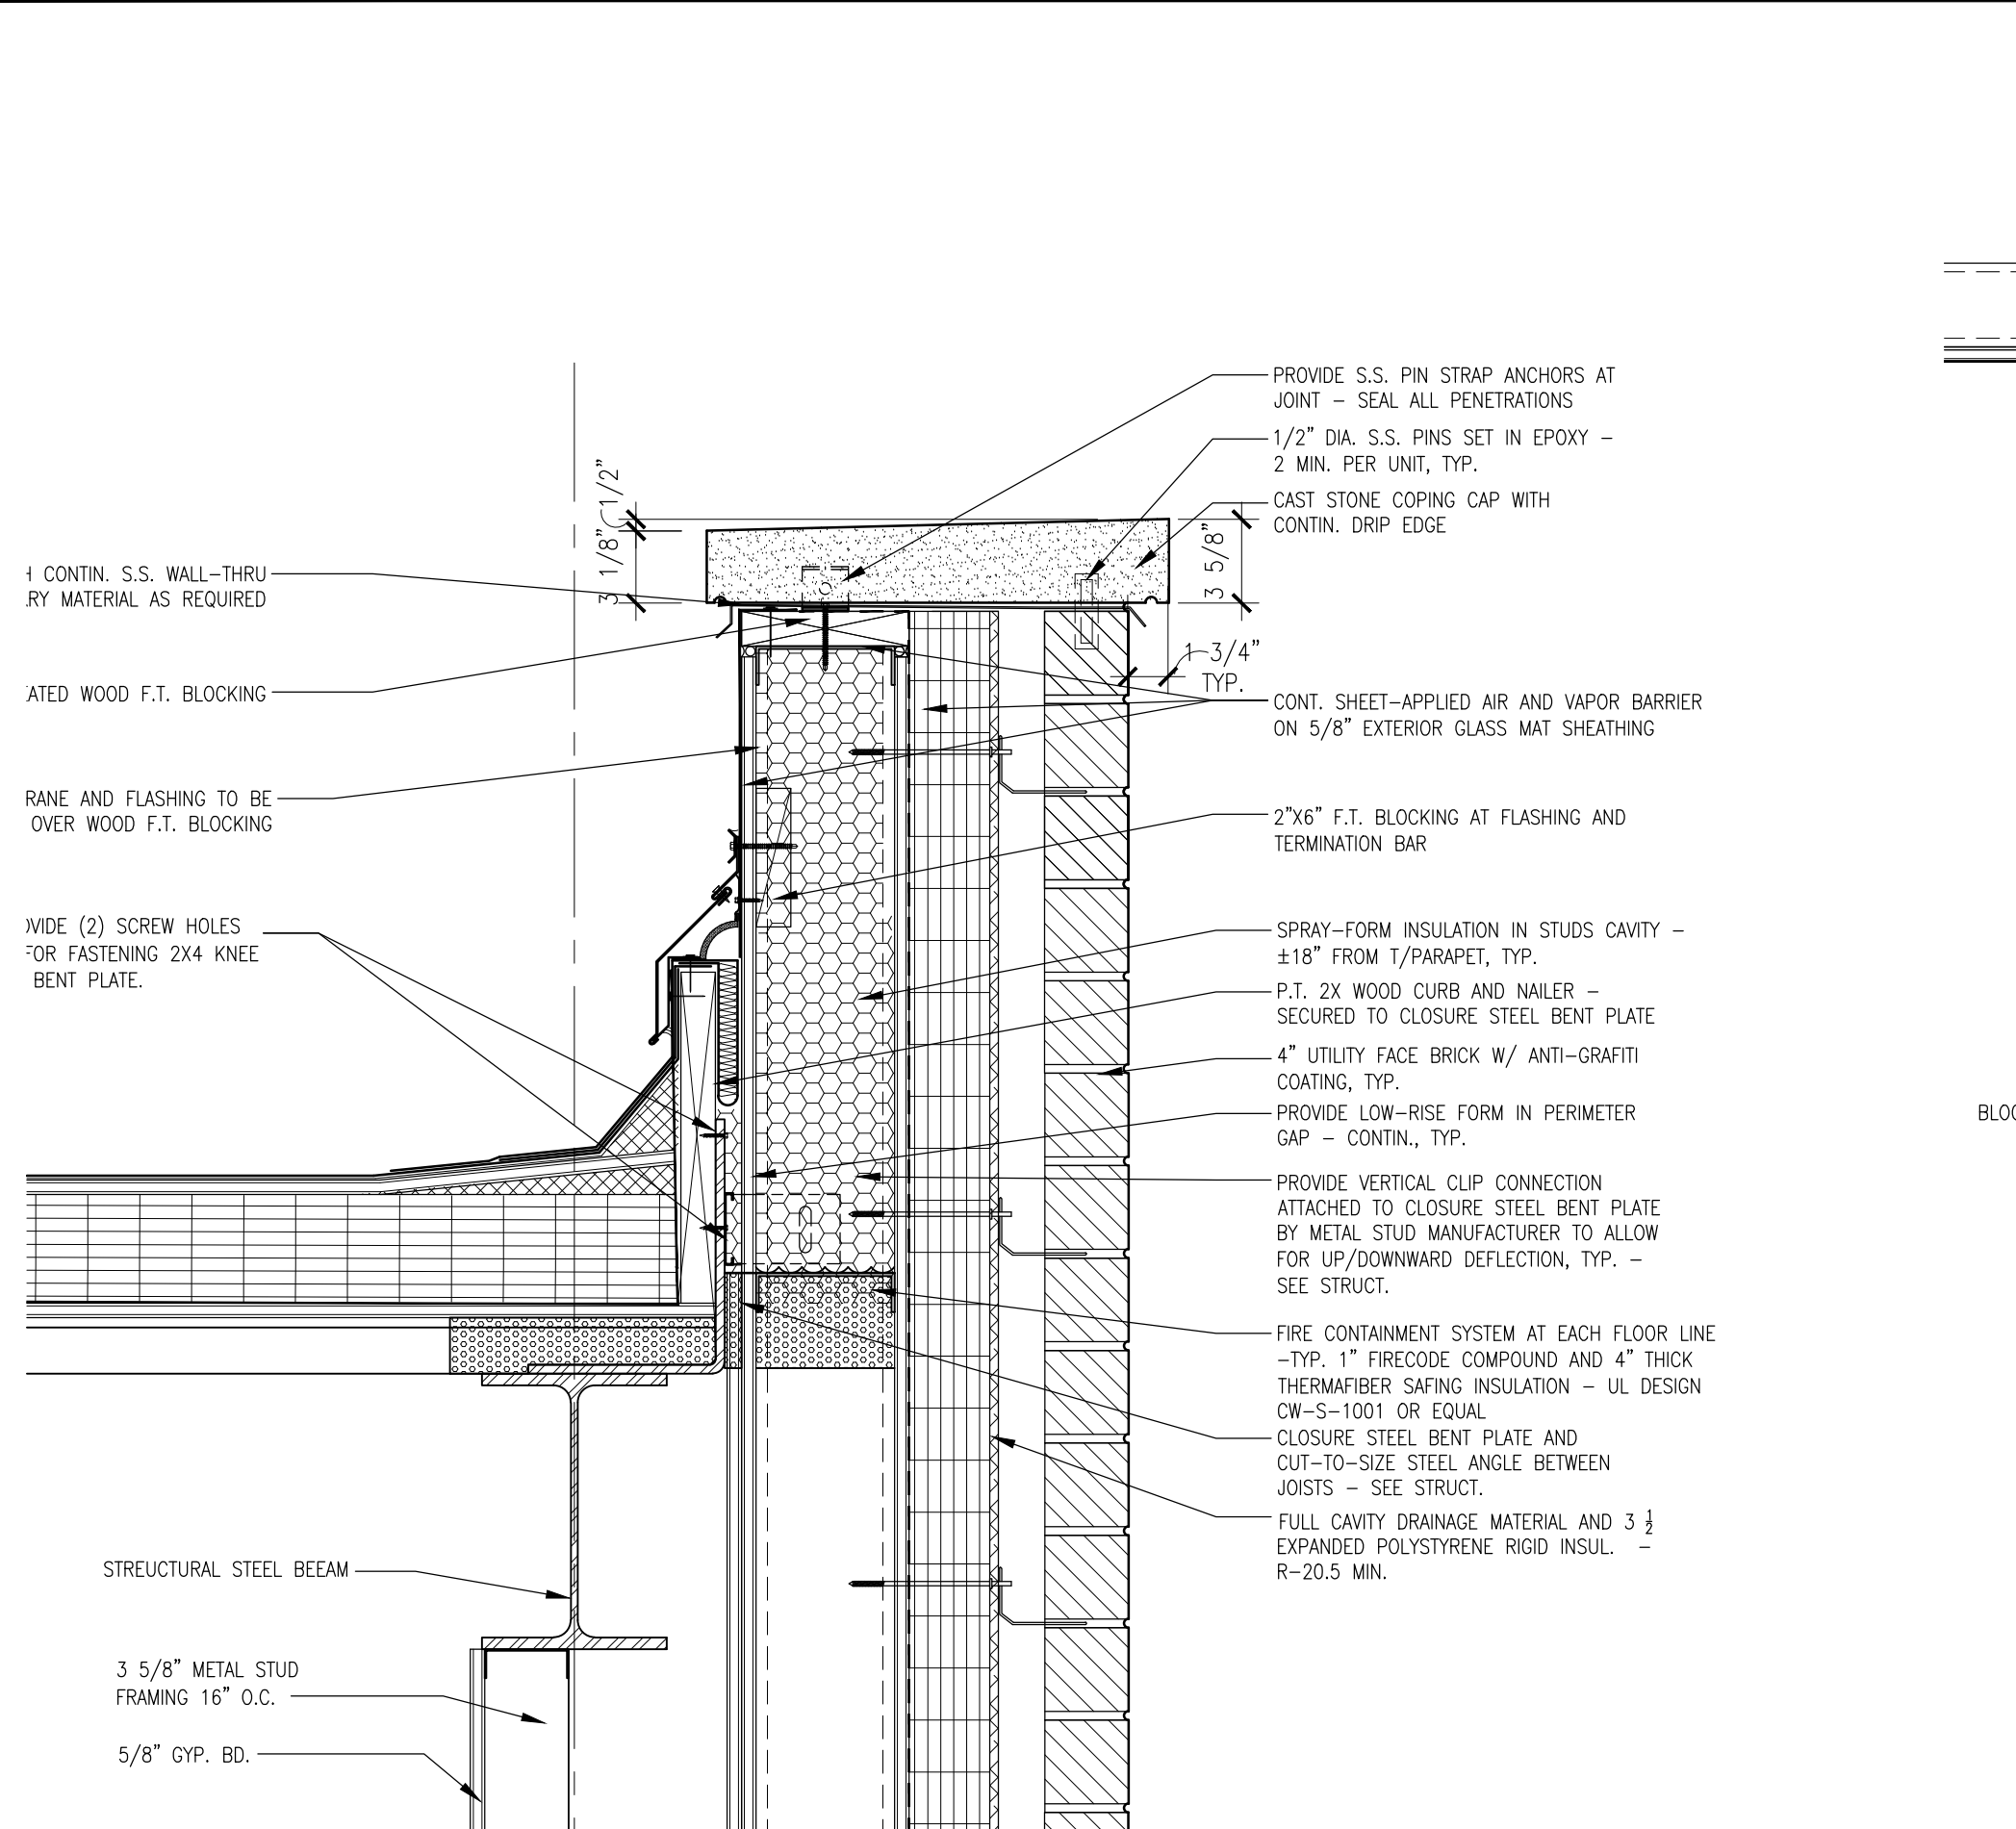 PROVIDE S.S. PIN STRAP ANCHORS AT
JOINT – SEAL ALL PENETRATIONS
1/2" DIA. S.S. PINS SET IN EPOXY –
2 MIN. PER UNIT, TYP.
CAST STONE COPING CAP WITH
CONTIN. DRIP EDGE
1/2"
3 1/8"
3 5/8"
1 3/4"
TYP.
CONTIN. S.S. WALL–THRU
RY MATERIAL AS REQUIRED
ATED WOOD F.T. BLOCKING
RANE AND FLASHING TO BE
OVER WOOD F.T. BLOCKING
VIDE (2) SCREW HOLES
FOR FASTENING 2X4 KNEE
BENT PLATE.
CONT. SHEET–APPLIED AIR AND VAPOR BARRIER
ON 5/8" EXTERIOR GLASS MAT SHEATHING
2"X6" F.T. BLOCKING AT FLASHING AND
TERMINATION BAR
SPRAY–FORM INSULATION IN STUDS CAVITY –
±18" FROM T/PARAPET, TYP.
P.T. 2X WOOD CURB AND NAILER –
SECURED TO CLOSURE STEEL BENT PLATE
4" UTILITY FACE BRICK W/ ANTI–GRAFITI
COATING, TYP.
PROVIDE LOW–RISE FORM IN PERIMETER
GAP – CONTIN., TYP.
PROVIDE VERTICAL CLIP CONNECTION
ATTACHED TO CLOSURE STEEL BENT PLATE
BY METAL STUD MANUFACTURER TO ALLOW
FOR UP/DOWNWARD DEFLECTION, TYP. –
SEE STRUCT.
FIRE CONTAINMENT SYSTEM AT EACH FLOOR LINE
–TYP. 1" FIRECODE COMPOUND AND 4" THICK
THERMAFIBER SAFING INSULATION – UL DESIGN
CW–S–1001 OR EQUAL
CLOSURE STEEL BENT PLATE AND
CUT–TO–SIZE STEEL ANGLE BETWEEN
JOISTS – SEE STRUCT.
FULL CAVITY DRAINAGE MATERIAL AND 3 1/2
EXPANDED POLYSTYRENE RIGID INSUL. –
R–20.5 MIN.
STREUCTURAL STEEL BEEAM
3 5/8" METAL STUD
FRAMING 16" O.C.
5/8" GYP. BD.
BLOC